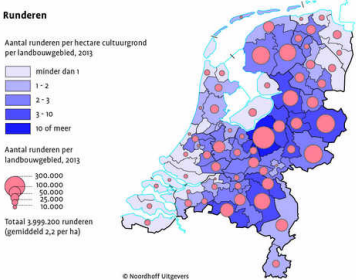 Runderen
Aantal runderen per hectare cultuurgrond
per landbouwgebied, 2013
minder dan 1
1 - 2
2 - 3
3 - 10
10 of meer
Aantal runderen per
landbouwgebied, 2013
300.000
100.000
50.000
25.000
10.000
Totaal 3.999.200 runderen
(gemiddeld 2,2 per ha)
© Noordhoff Uitgevers